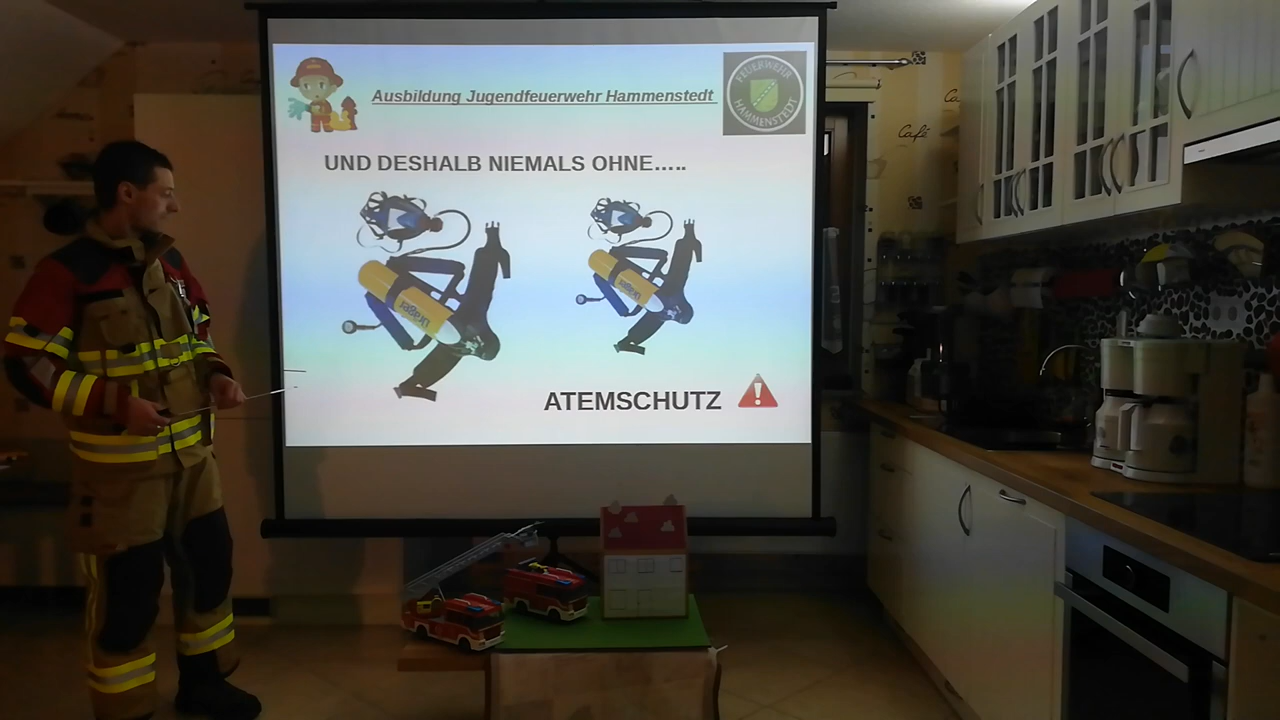 Ausbildung Jugendfeuerwehr Hammenstedt
FEUERWEHR
HAMMENSTEDT
UND DESHALB NIEMALS OHNE.....
Dräger
Dräger
ATEMSCHUTZ
Café